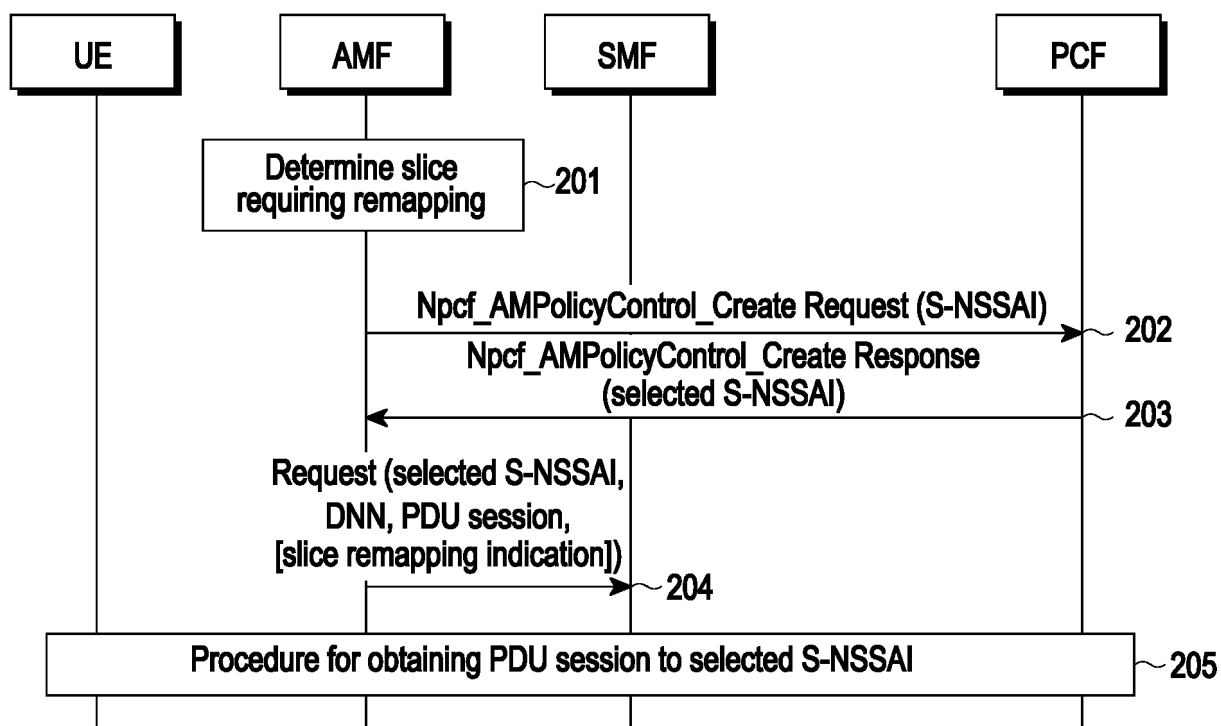 UE
AMF
SMF
PCF
Determine slice
requiring remapping
201
Npcf_AMPolicyControl_Create Request (S-NSSAI)
202
Npcf_AMPolicyControl_Create Response
(selected S-NSSAI)
203
Request (selected S-NSSAI,
DNN, PDU session,
[slice remapping indication])
204
Procedure for obtaining PDU session to selected S-NSSAI
205